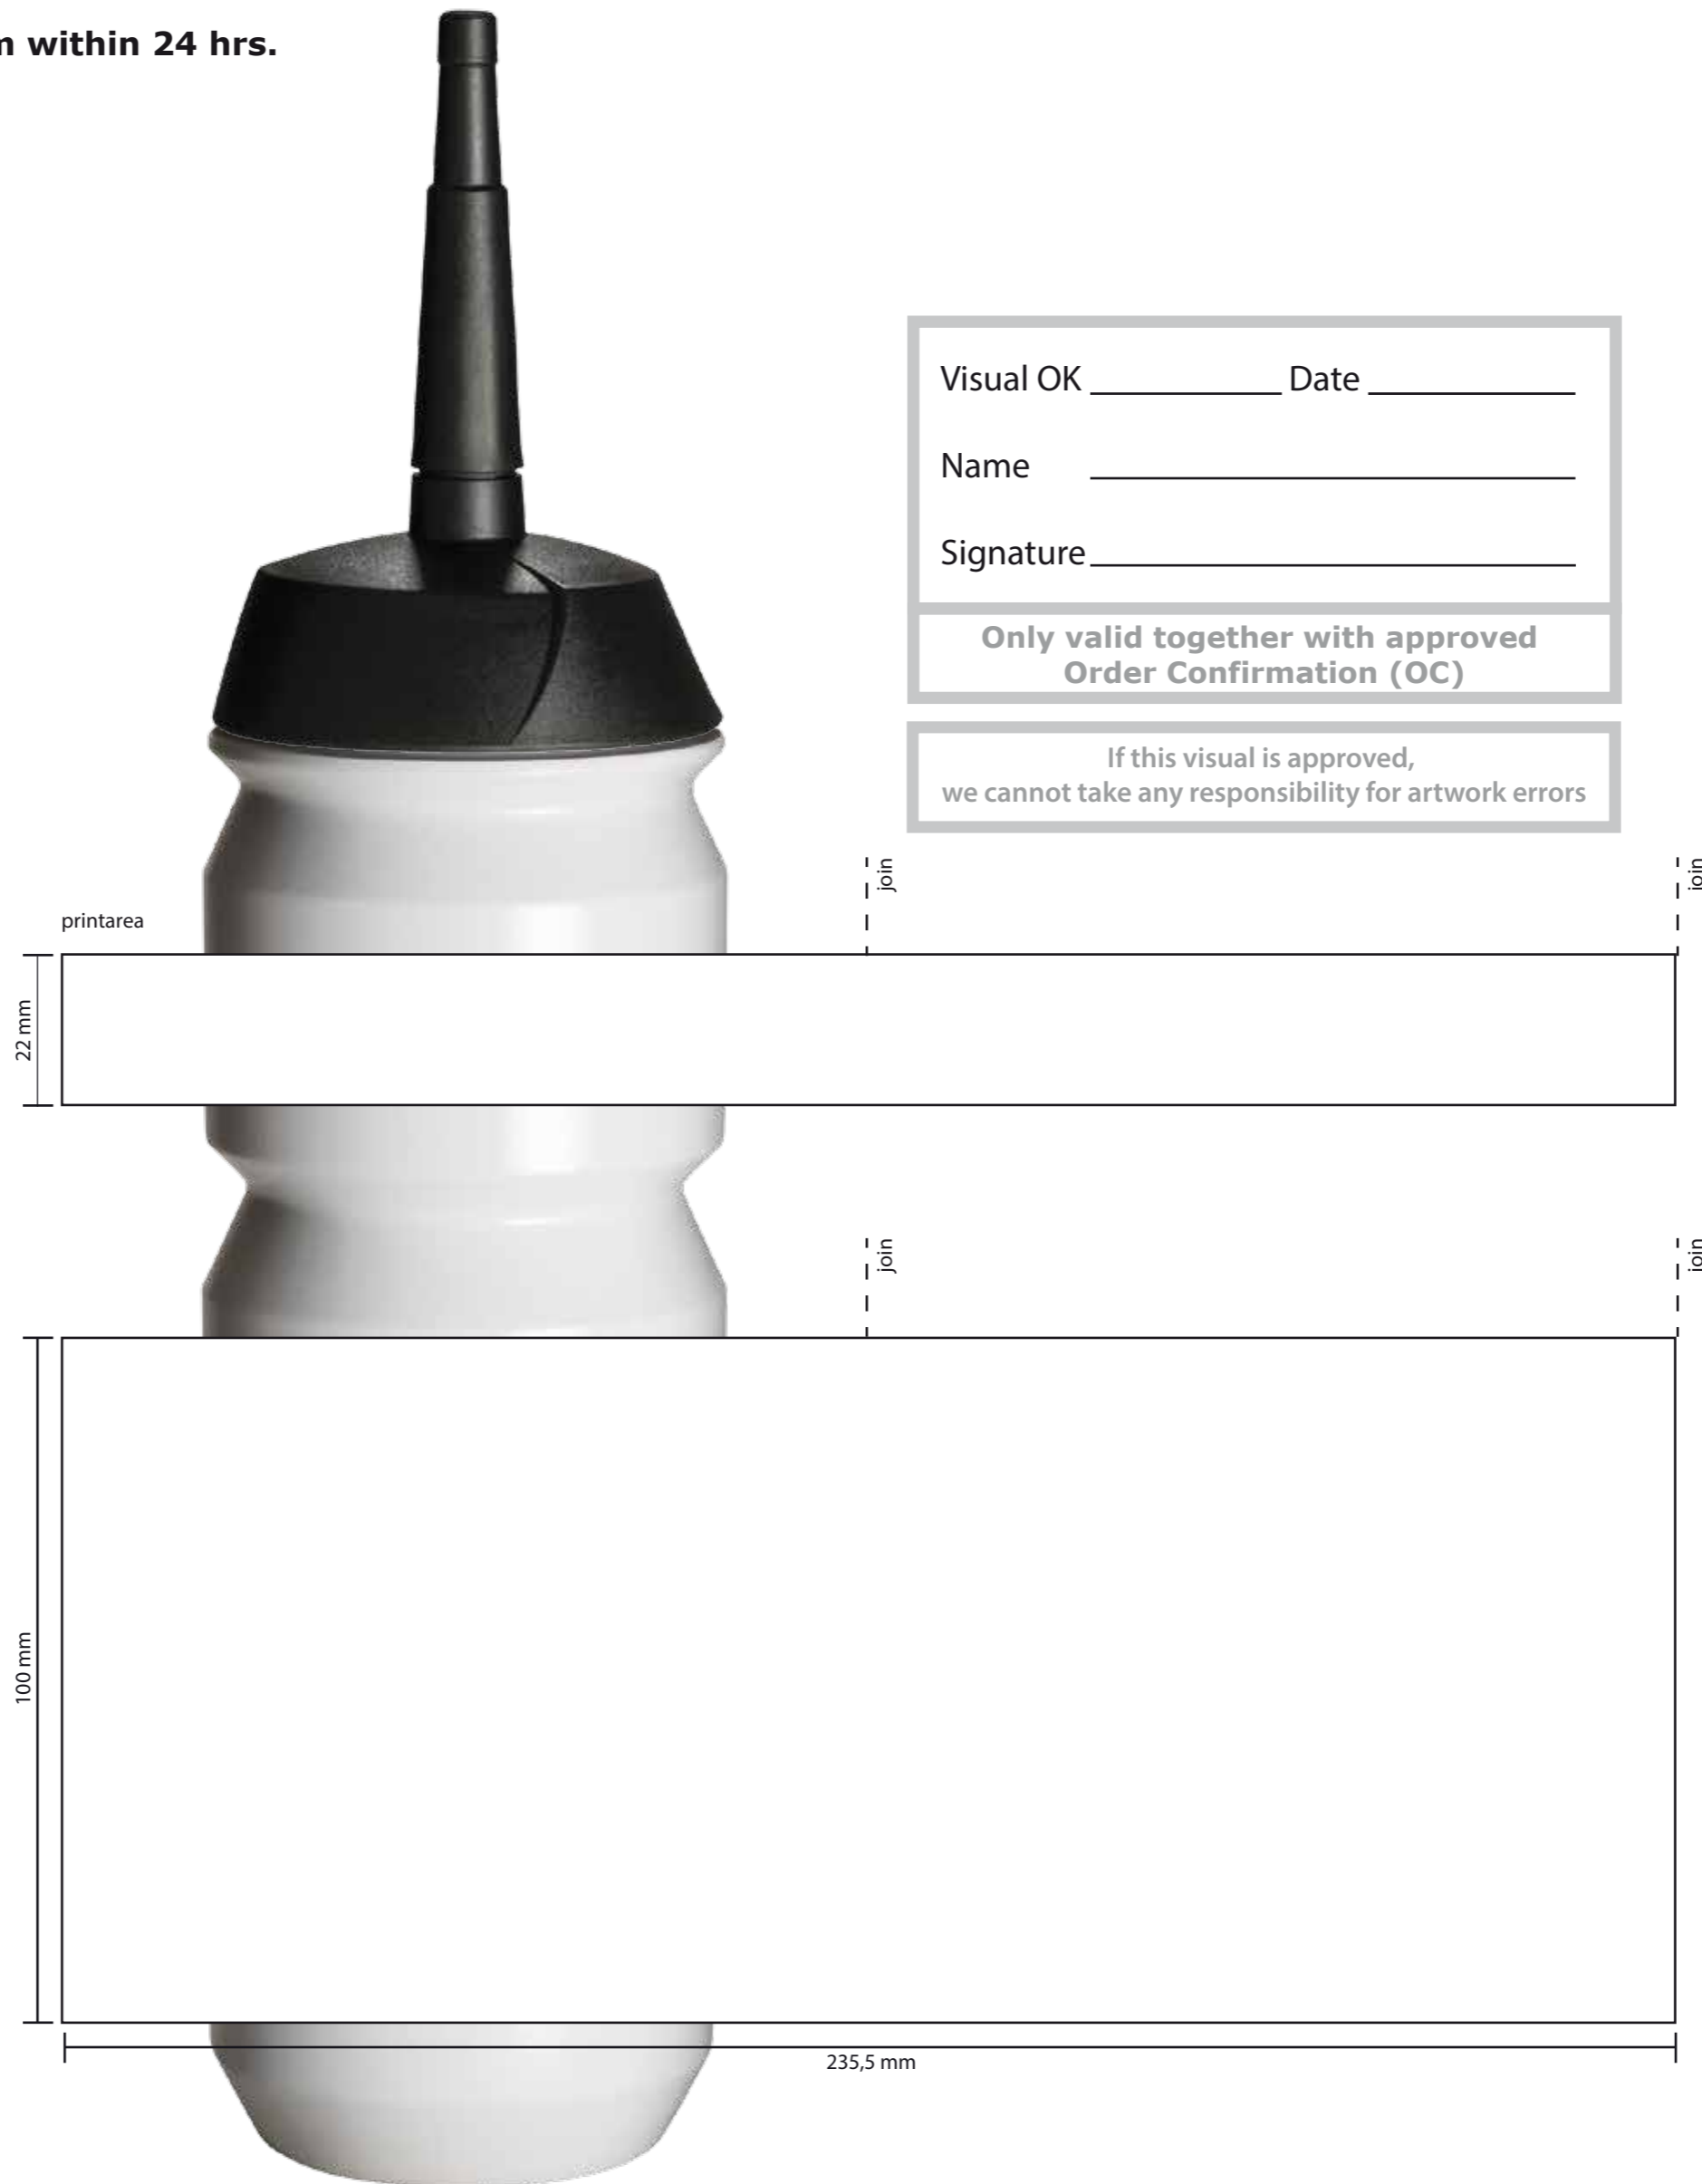 within 24 hrs.
Visual OK Date
Name
Signature
Only valid together with approved
Order Confirmation (OC)
If this visual is approved,
we cannot take any responsibility for artwork errors
join
join
printarea
22 mm
join
join
100 mm
235,5 mm